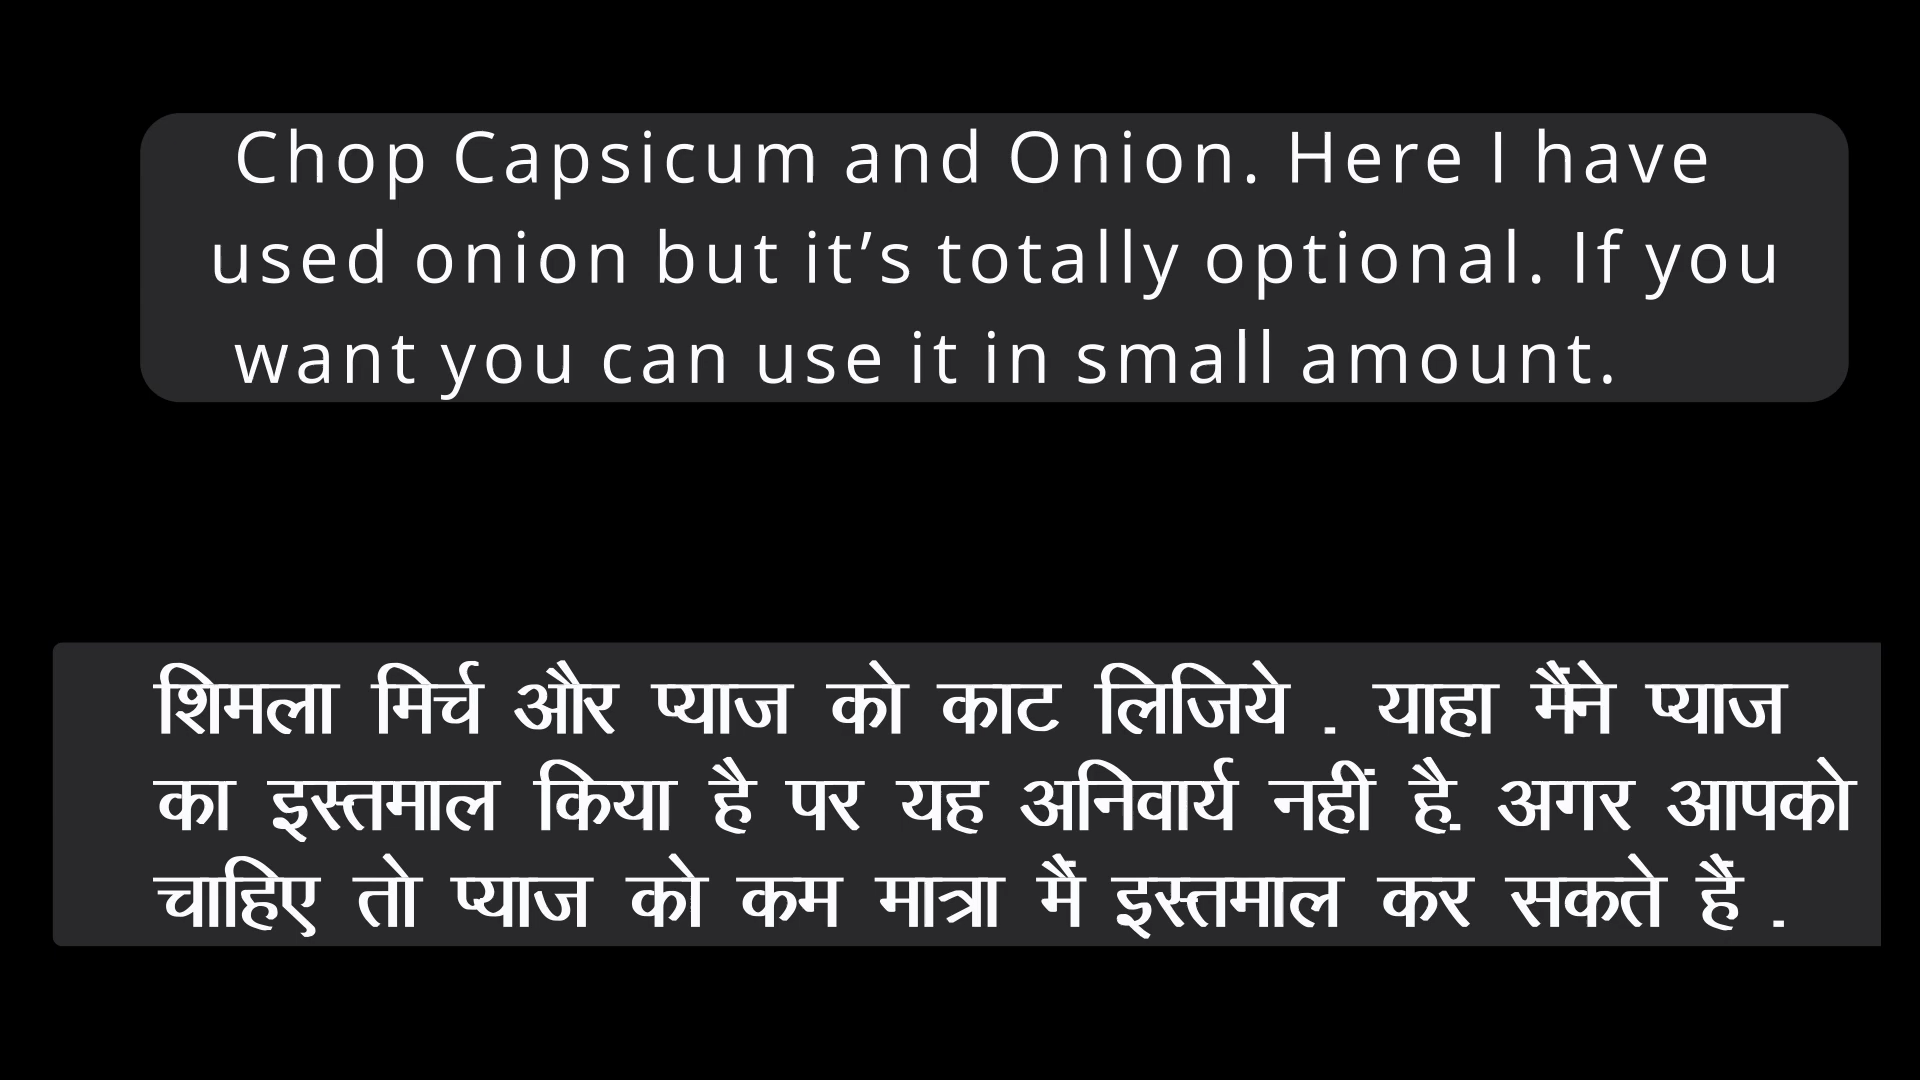 Chop Capsicum and Onion. Here I have
used onion but it’s totally optional. If you
want you can use it in small amount.
शिमला मिर्च और प्याज को काट लिजिये . याहा मैंने प्याज
का इस्तमाल किया है पर यह अनिवार्य नहीं है. अगर आपको
चाहिए तो प्याज को कम मात्रा मैं इस्तमाल कर सकते हैं .